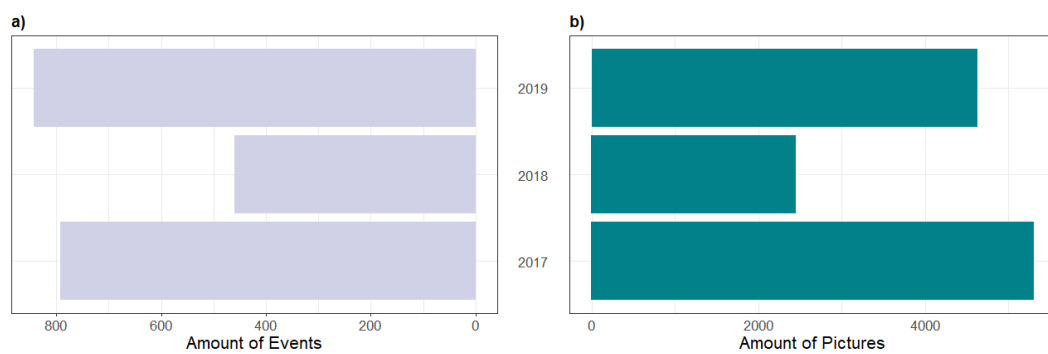 a)
b)
2019
2018
2017
800 600 400 200 0
0 2000 4000
Amount of Events
Amount of Pictures